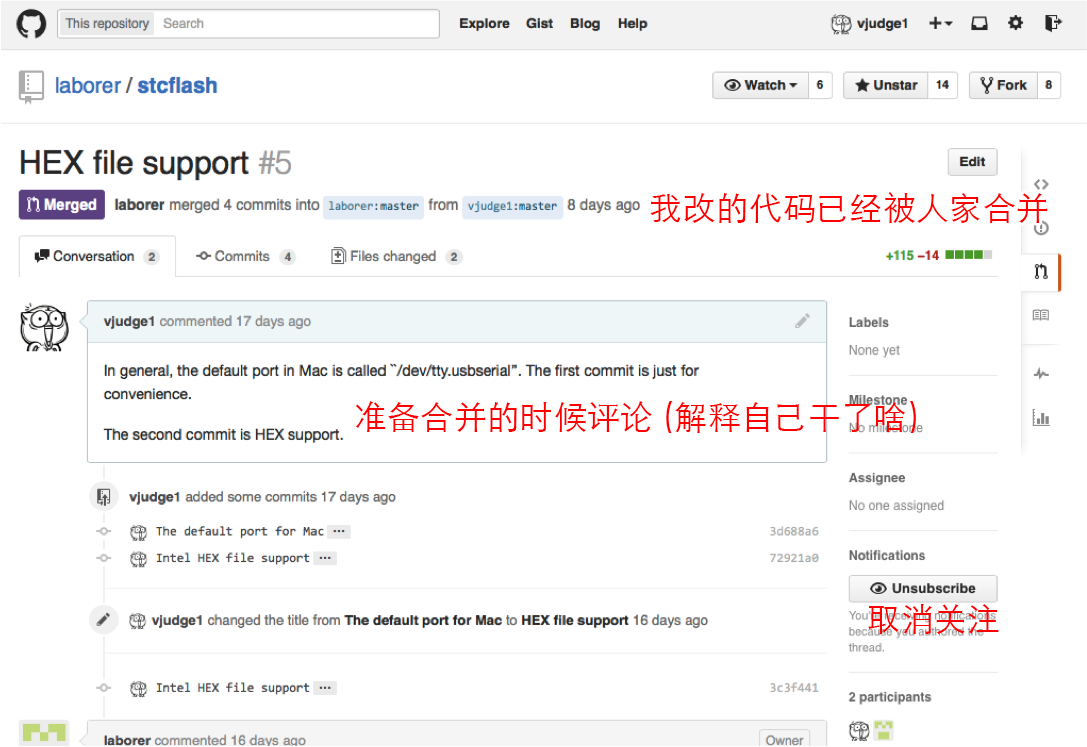 This repository Search Explore Gist Blog Help vjudge1
laborer / stcflash Watch 6 Unstar 14 Fork 8
HEX file support #5 Edit
Merged laborer merged 4 commits into laborer:master from vjudge1:master 8 days ago
我改的代码已经被人家合并
Conversation 2 Commits 4 Files changed 2 +115 −14
vjudge1 commented 17 days ago
In general, the default port in Mac is called ``/dev/tty.usbserial''. The first commit is just for
convenience.
The second commit is HEX support.
准备合并的时候评论 (解释自己干了啥)
Labels
None yet
Milestone
No milestone
Assignee
No one assigned
Notifications
Unsubscribe
取消关注
You're receiving notifications
because you authored the
thread.
2 participants
vjudge1 added some commits 17 days ago
The default port for Mac ··· 3d688a6
Intel HEX file support ··· 72921a0
vjudge1 changed the title from The default port for Mac to HEX file support 16 days ago
Intel HEX file support ··· 3c3f441
laborer commented 16 days ago Owner